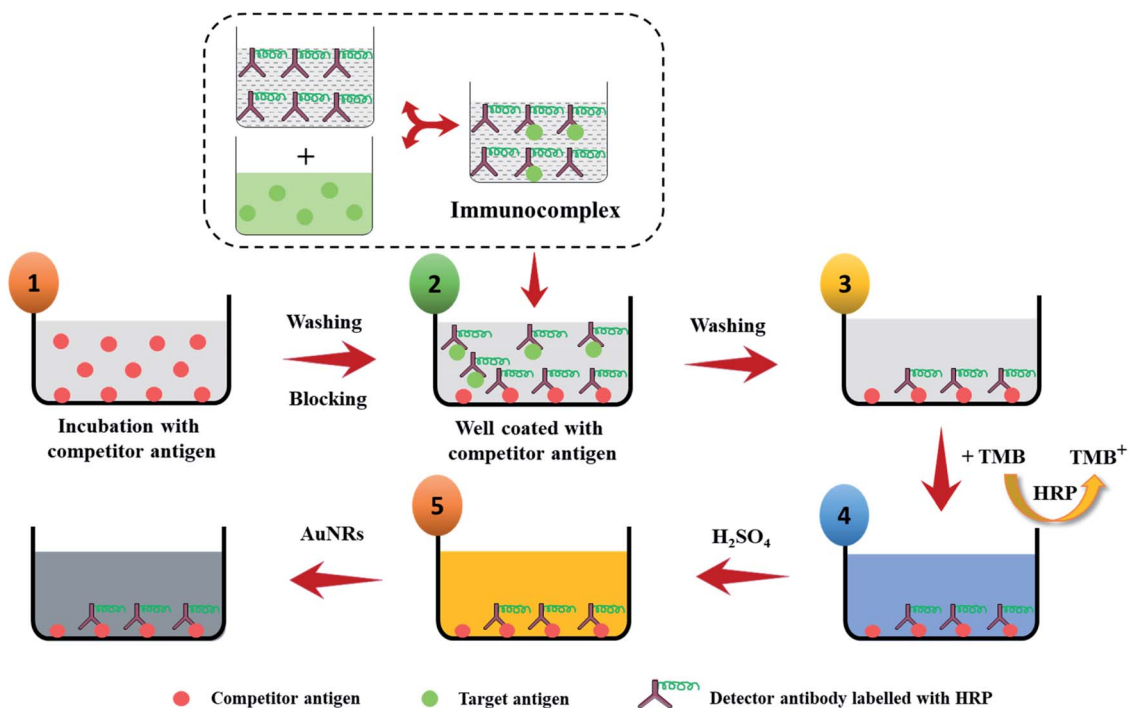 +
Immunocomplex
1
2
3
Washing
Blocking
Washing
Incubation with
competitor antigen
Well coated with
competitor antigen
+ TMB
TMB⁺
HRP
5
4
AuNRs
H₂SO₄
Competitor antigen
Target antigen
Detector antibody labelled with HRP